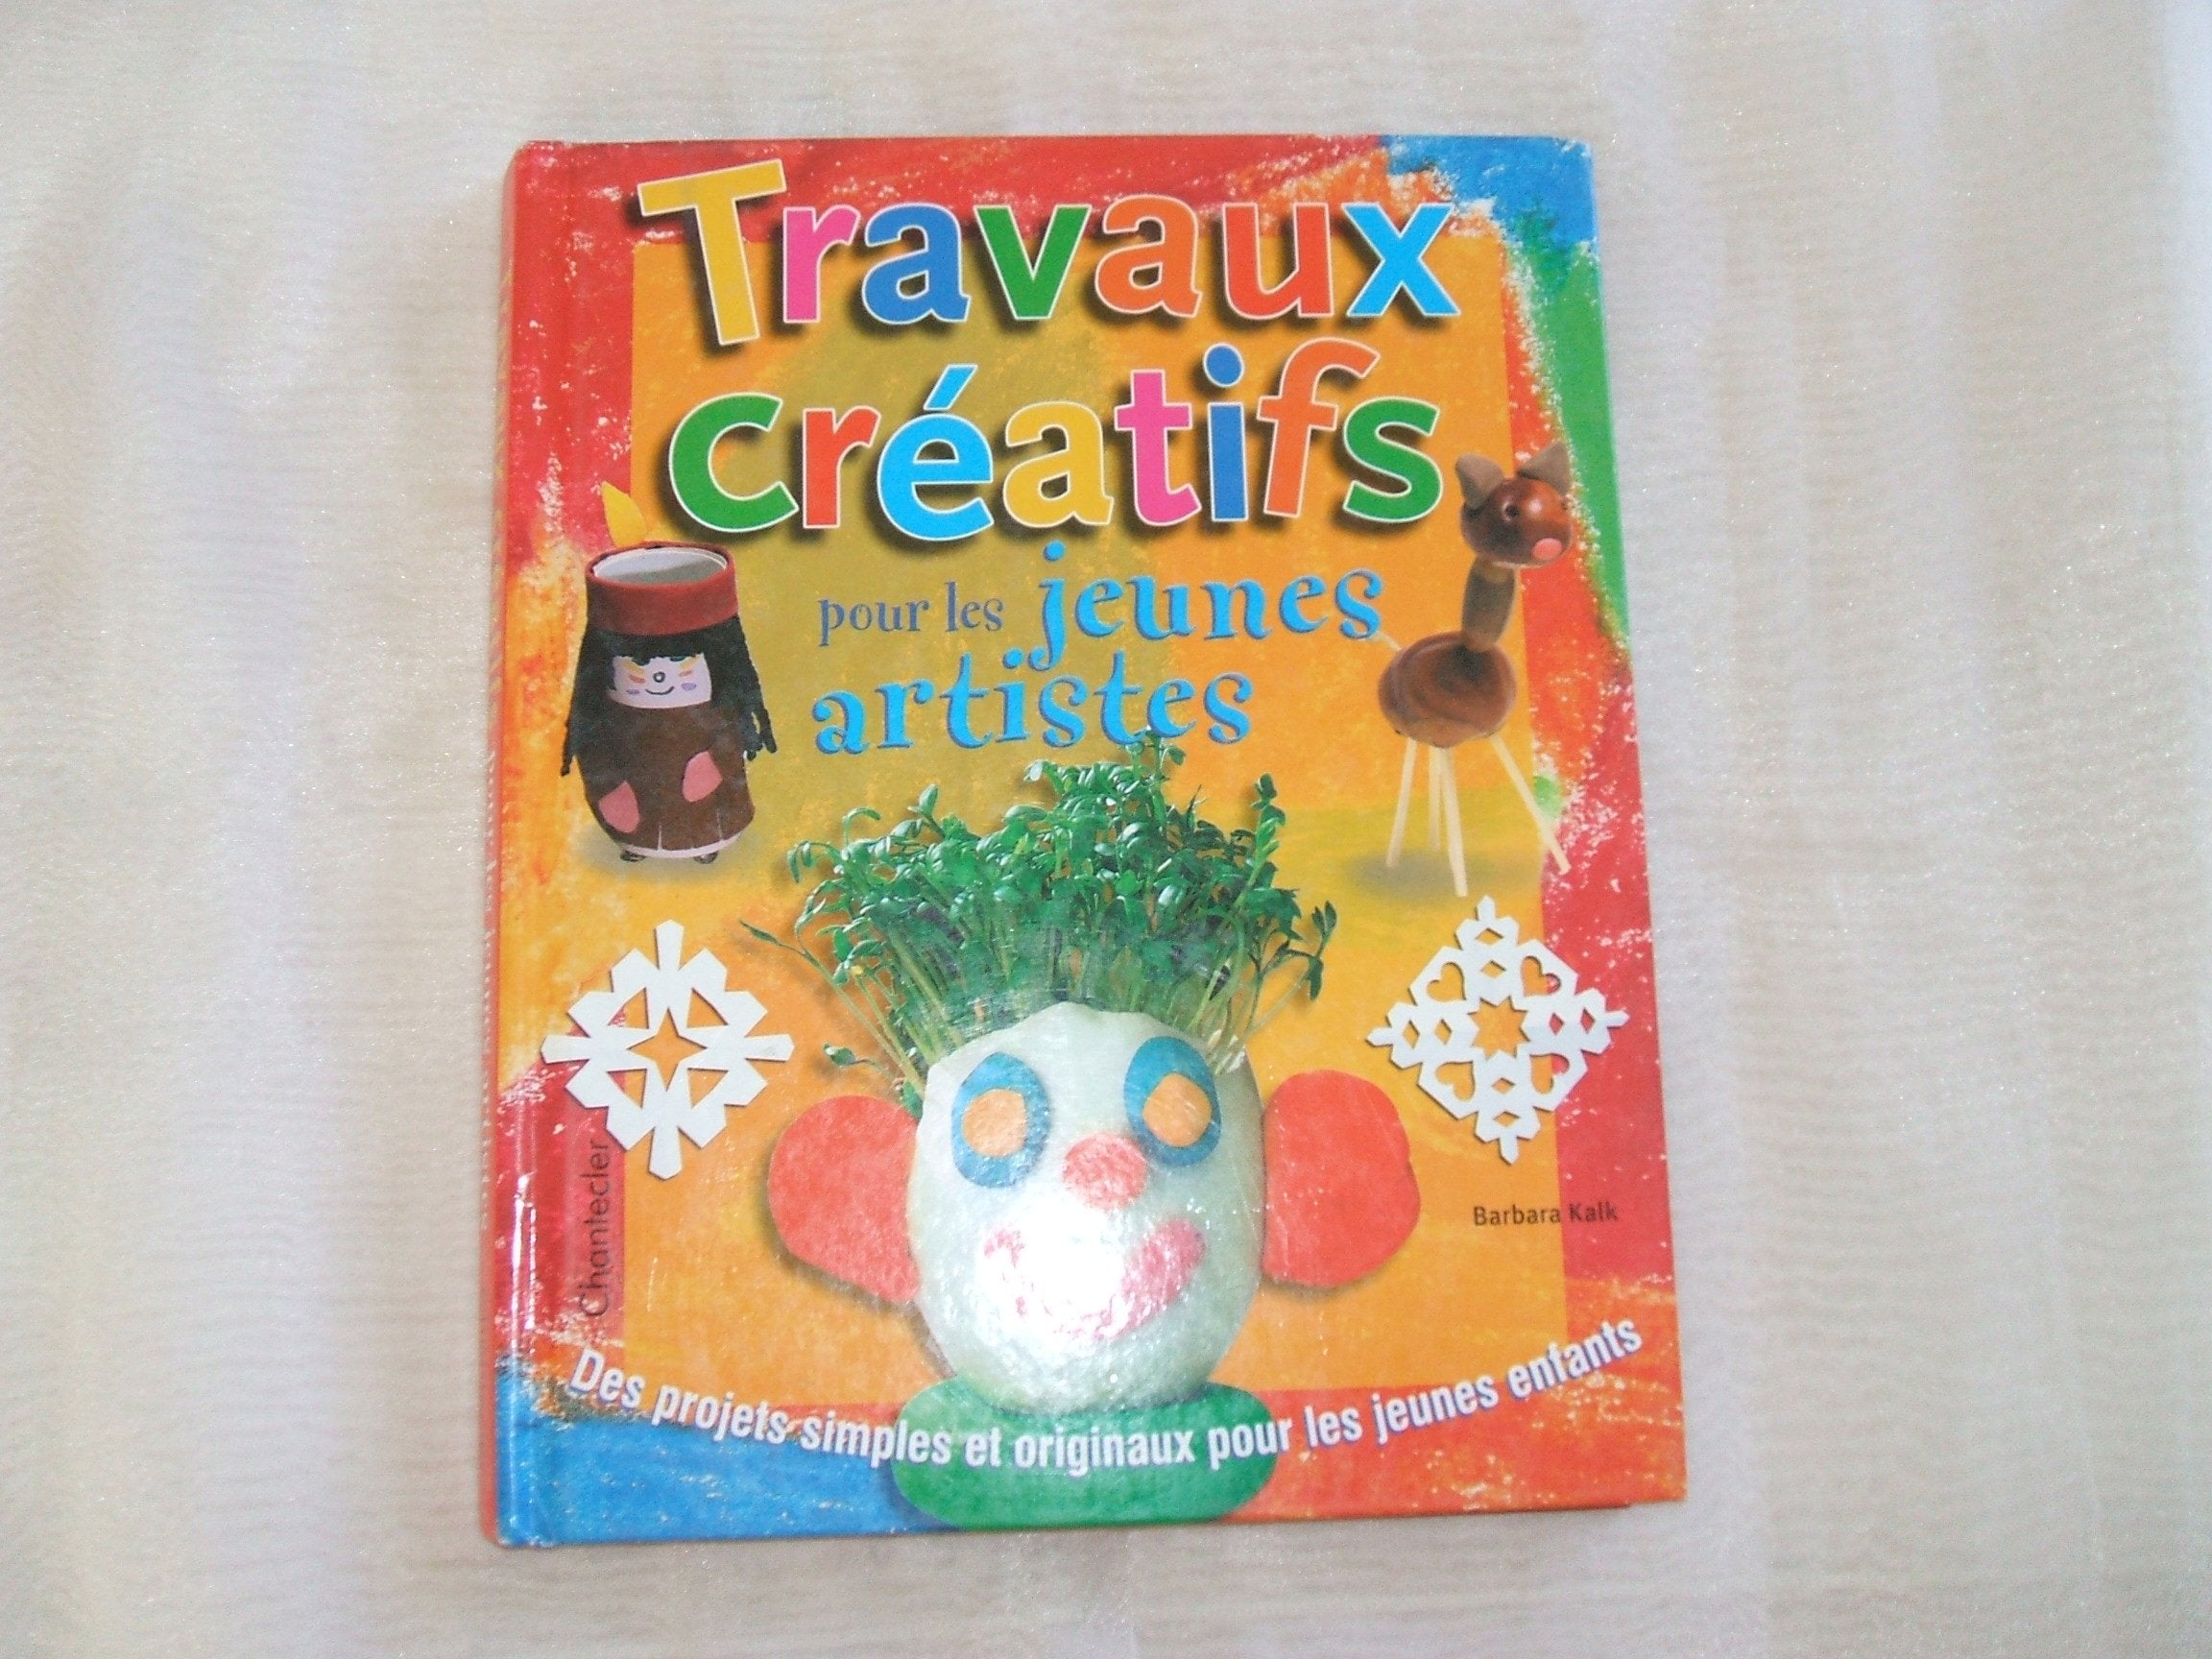 Travaux
créatifs
pour les jeunes
artistes
Chantecler
Barbara Kalk
Des projets simples et originaux pour les jeunes enfants